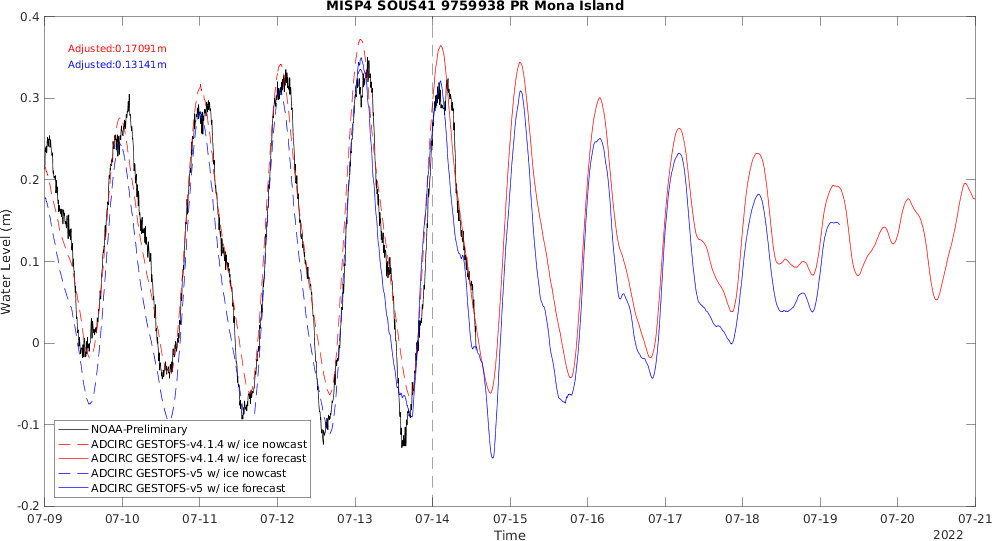 MISP4 SOUS41 9759938 PR Mona Island
Adjusted:0.17091m
Adjusted:0.13141m
0.4
0.3
0.2
0.1
0
-0.1
-0.2
Water Level (m)
NOAA-Preliminary
ADCIRC GESTOFS-v4.1.4 w/ ice nowcast
ADCIRC GESTOFS-v4.1.4 w/ ice forecast
ADCIRC GESTOFS-v5 w/ ice nowcast
ADCIRC GESTOFS-v5 w/ ice forecast
07-09 07-10 07-11 07-12 07-13 07-14 07-15 07-16 07-17 07-18 07-19 07-20 07-21
Time
2022